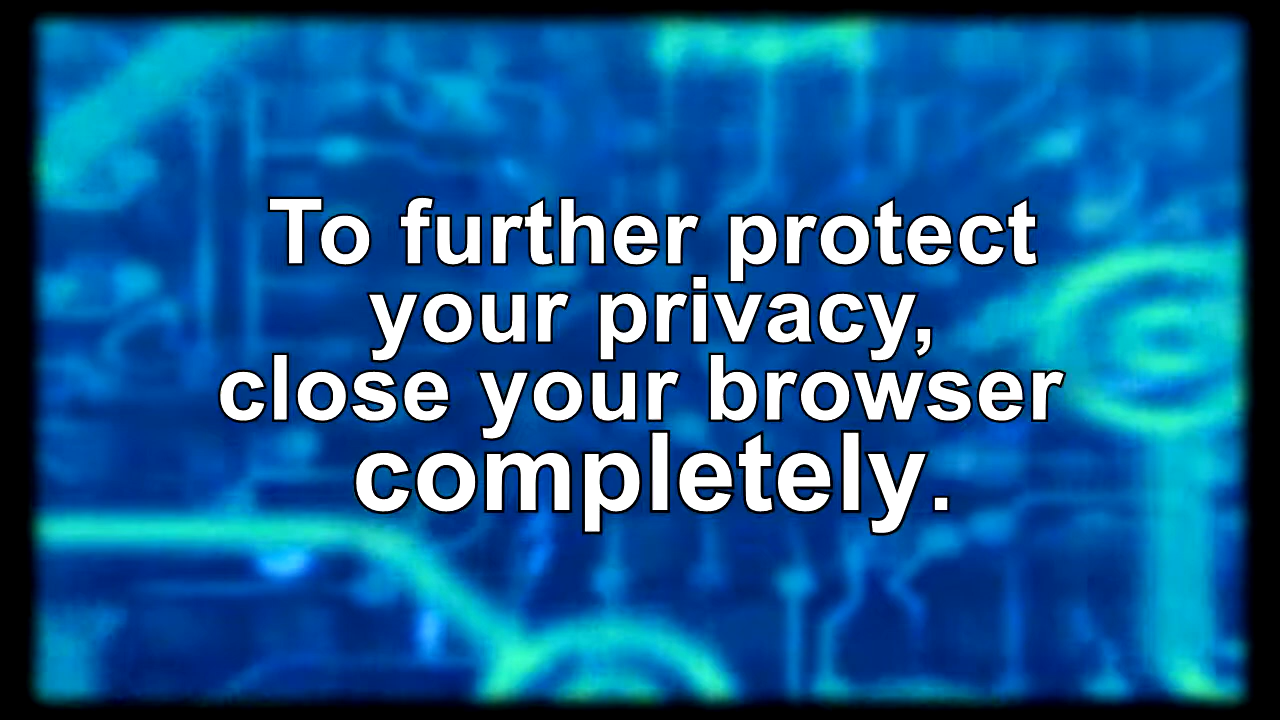 To further protect
your privacy,
close your browser
completely.